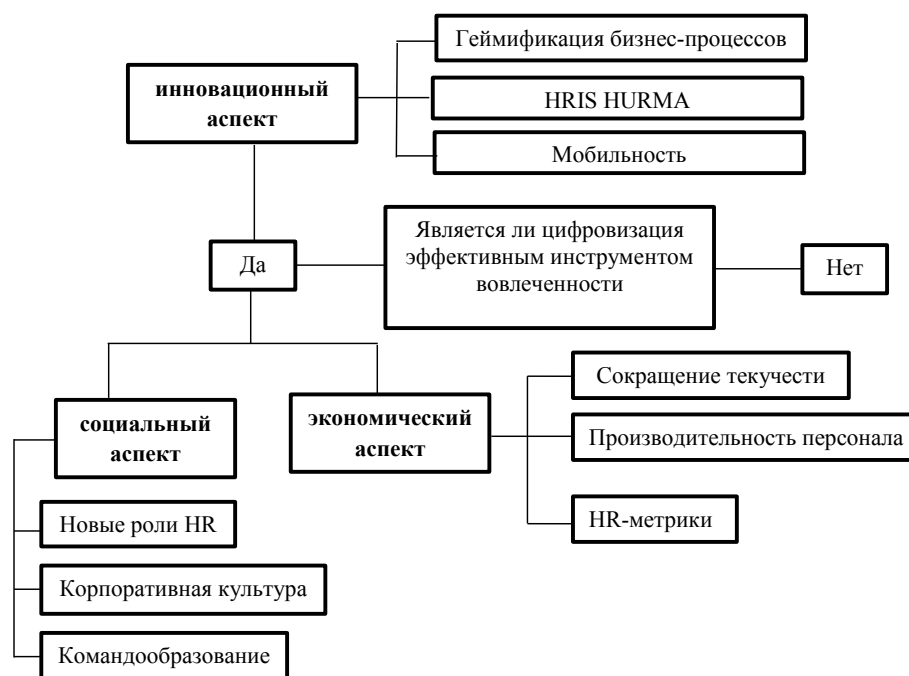 Геймификация бизнес-процессов
инновационный
аспект
HRIS HURMA
Мобильность
Является ли цифровизация
эффективным инструментом
вовлеченности
Да
Нет
Сокращение текучести
социальный
аспект
экономический
аспект
Производительность персонала
Новые роли HR
HR-метрики
Корпоративная культура
Командообразование